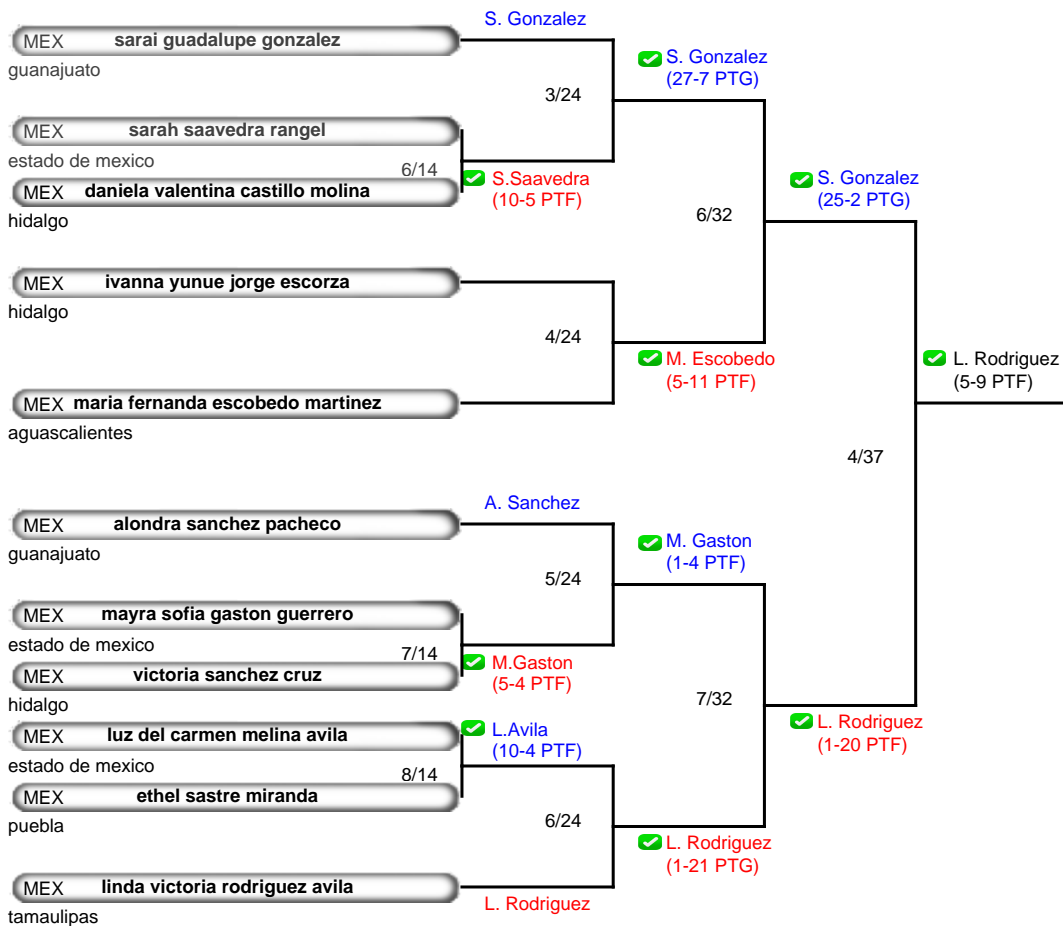 S. Gonzalez
MEX sarai guadalupe gonzalez
guanajuato
S. Gonzalez
(27-7 PTG)
3/24
MEX sarah saavedra rangel
estado de mexico
6/14
S.Saavedra
(10-5 PTF)
MEX daniela valentina castillo molina
hidalgo
S. Gonzalez
(25-2 PTG)
6/32
MEX ivanna yunue jorge escorza
hidalgo
4/24
M. Escobedo
(5-11 PTF)
L. Rodriguez
(5-9 PTF)
MEX maria fernanda escobedo martinez
aguascalientes
4/37
A. Sanchez
MEX alondra sanchez pacheco
guanajuato
M. Gaston
(1-4 PTF)
5/24
MEX mayra sofia gaston guerrero
estado de mexico
7/14
M.Gaston
(5-4 PTF)
MEX victoria sanchez cruz
hidalgo
7/32
L. Rodriguez
(1-20 PTF)
MEX luz del carmen melina avila
L.Avila
(10-4 PTF)
estado de mexico
8/14
MEX ethel sastre miranda
puebla
6/24
L. Rodriguez
(1-21 PTG)
MEX linda victoria rodriguez avila
L. Rodriguez
tamaulipas